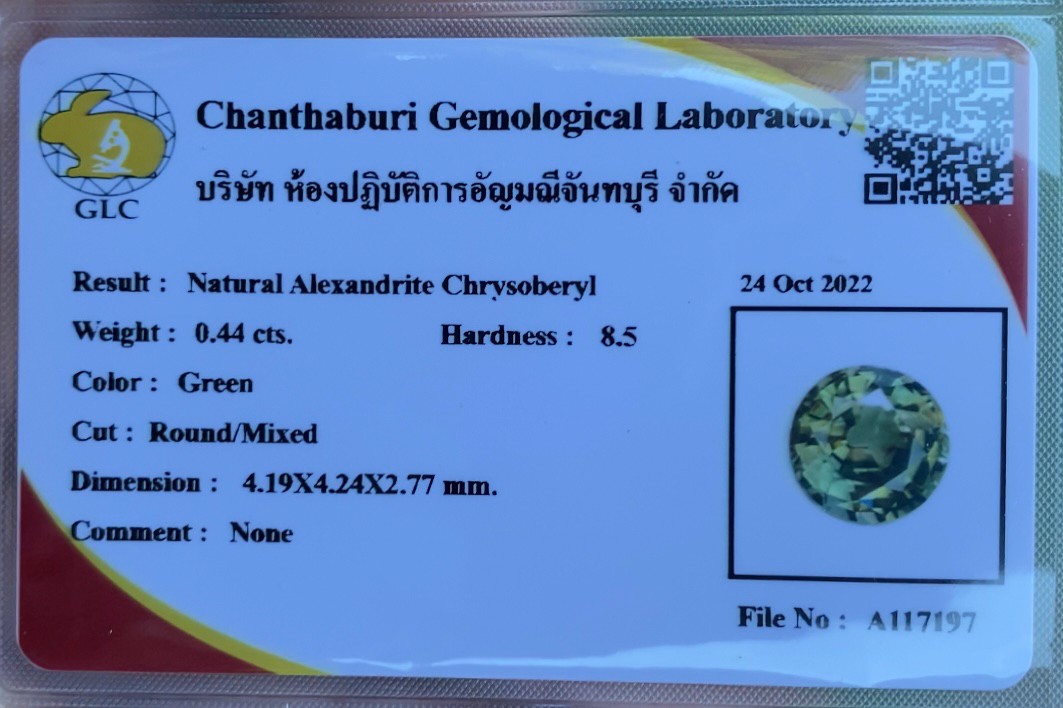 Chanthaburi Gemological Laboratory
บริษัท ห้องปฏิบัติการอัญมณีจันทบุรี จำกัด
GLC
Result : Natural Alexandrite Chrysoberyl
24 Oct 2022
Weight : 0.44 cts. Hardness : 8.5
Color : Green
Cut : Round/Mixed
Dimension : 4.19X4.24X2.77 mm.
Comment : None
File No : A117197